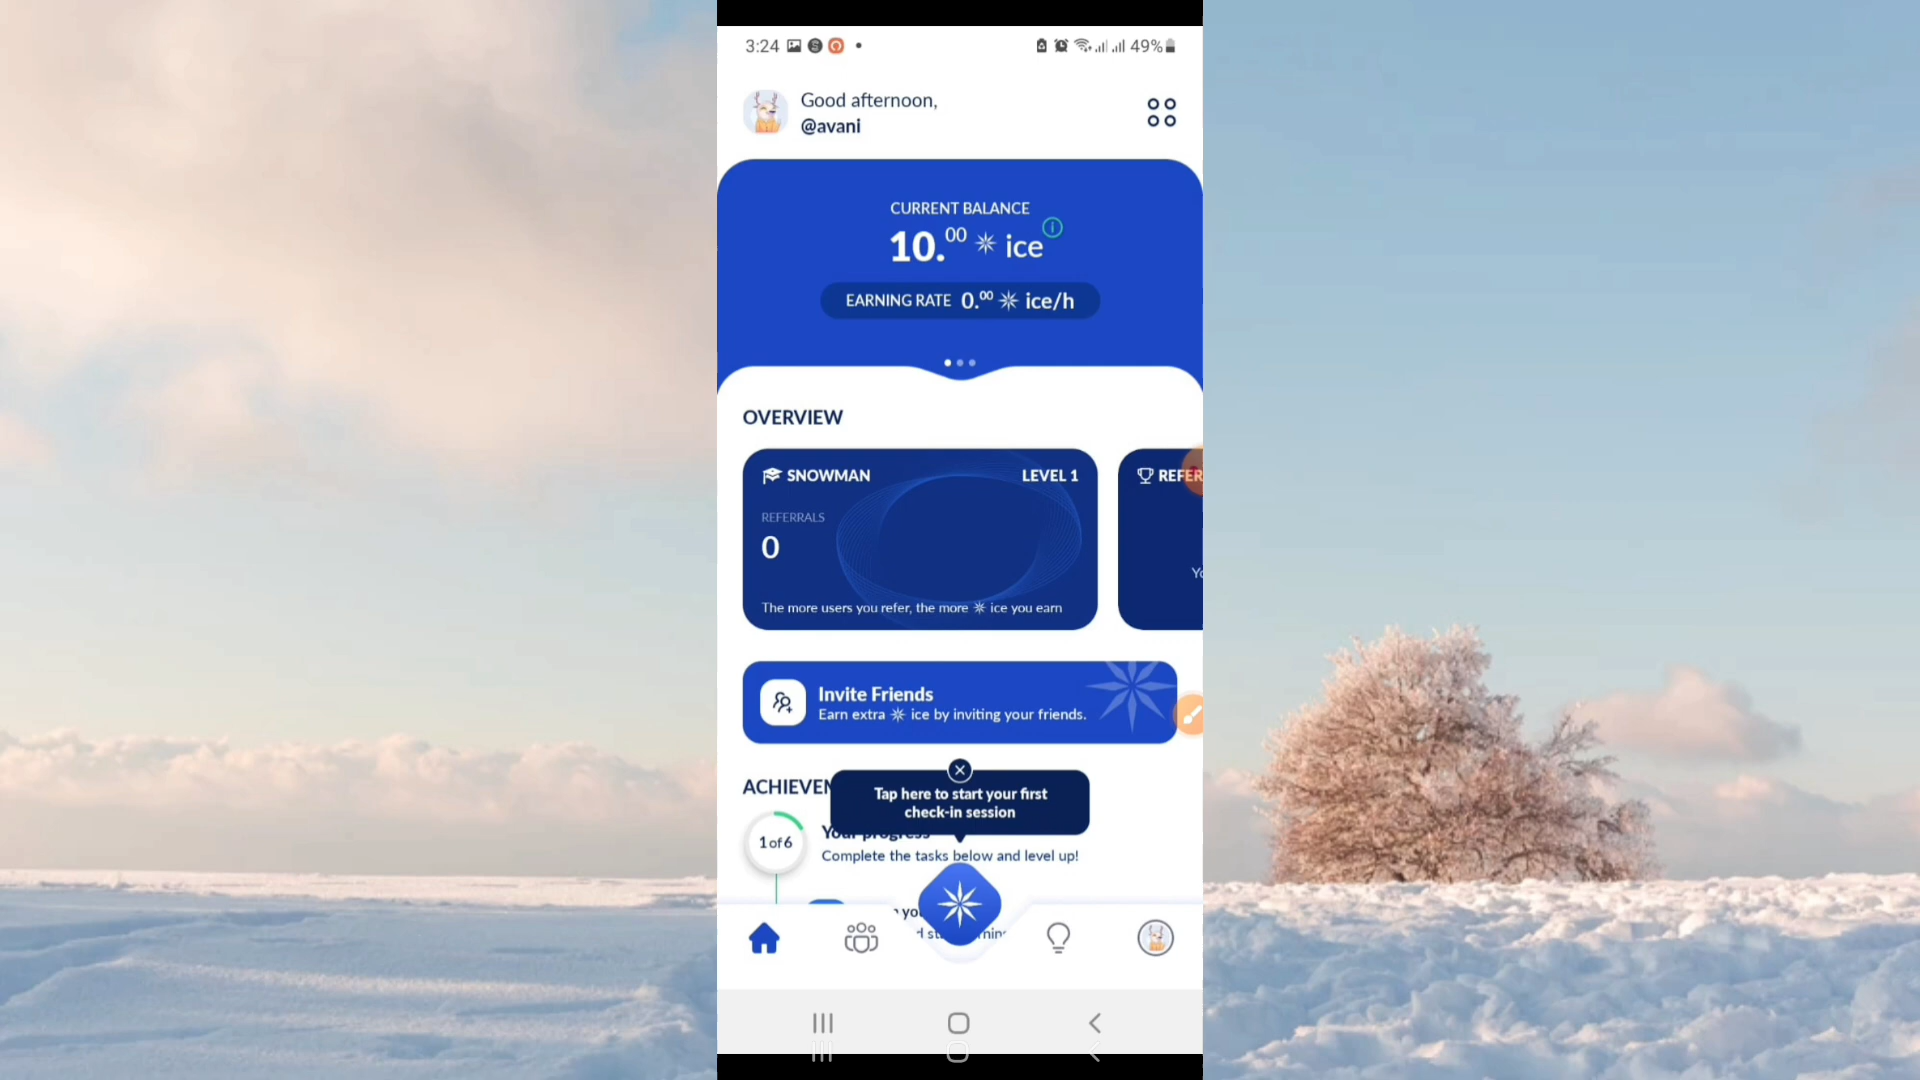 3:24
49%
Good afternoon,
@avani
CURRENT BALANCE
10.00 ice
EARNING RATE 0.00 ice/h
OVERVIEW
SNOWMAN
LEVEL 1
REFERRALS
0
The more users you refer, the more ice you earn
Invite Friends
Earn extra ice by inviting your friends.
Tap here to start your first
check-in session
1 of 6
Your progress
Complete the tasks below and level up!